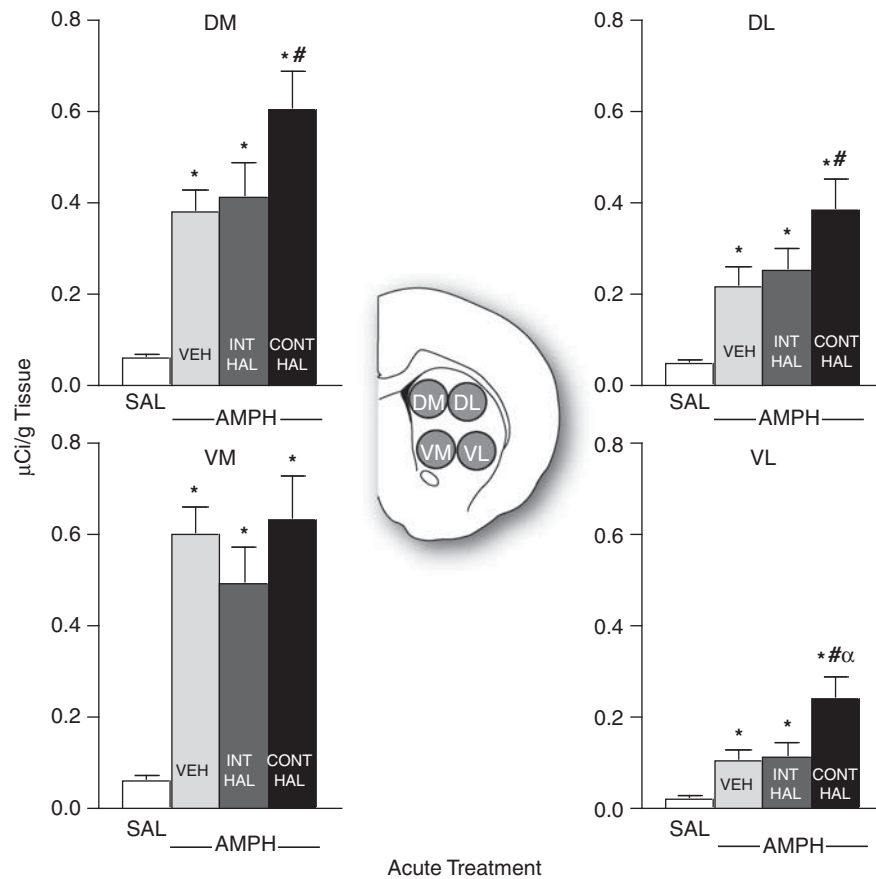 DM
0.8
0.6
0.4
0.2
0.0
*#
*
*
VEH
INT
HAL
CONT
HAL
SAL
AMPH
DL
0.8
0.6
0.4
0.2
0.0
*#
*
*
VEH
INT
HAL
CONT
HAL
SAL
AMPH
µCi/g Tissue
DM DL
VM VL
VM
0.8
0.6
0.4
0.2
0.0
*
*
*
VEH
INT
HAL
CONT
HAL
SAL
AMPH
VL
0.8
0.6
0.4
0.2
0.0
*#α
*
*
VEH
INT
HAL
CONT
HAL
SAL
AMPH
Acute Treatment